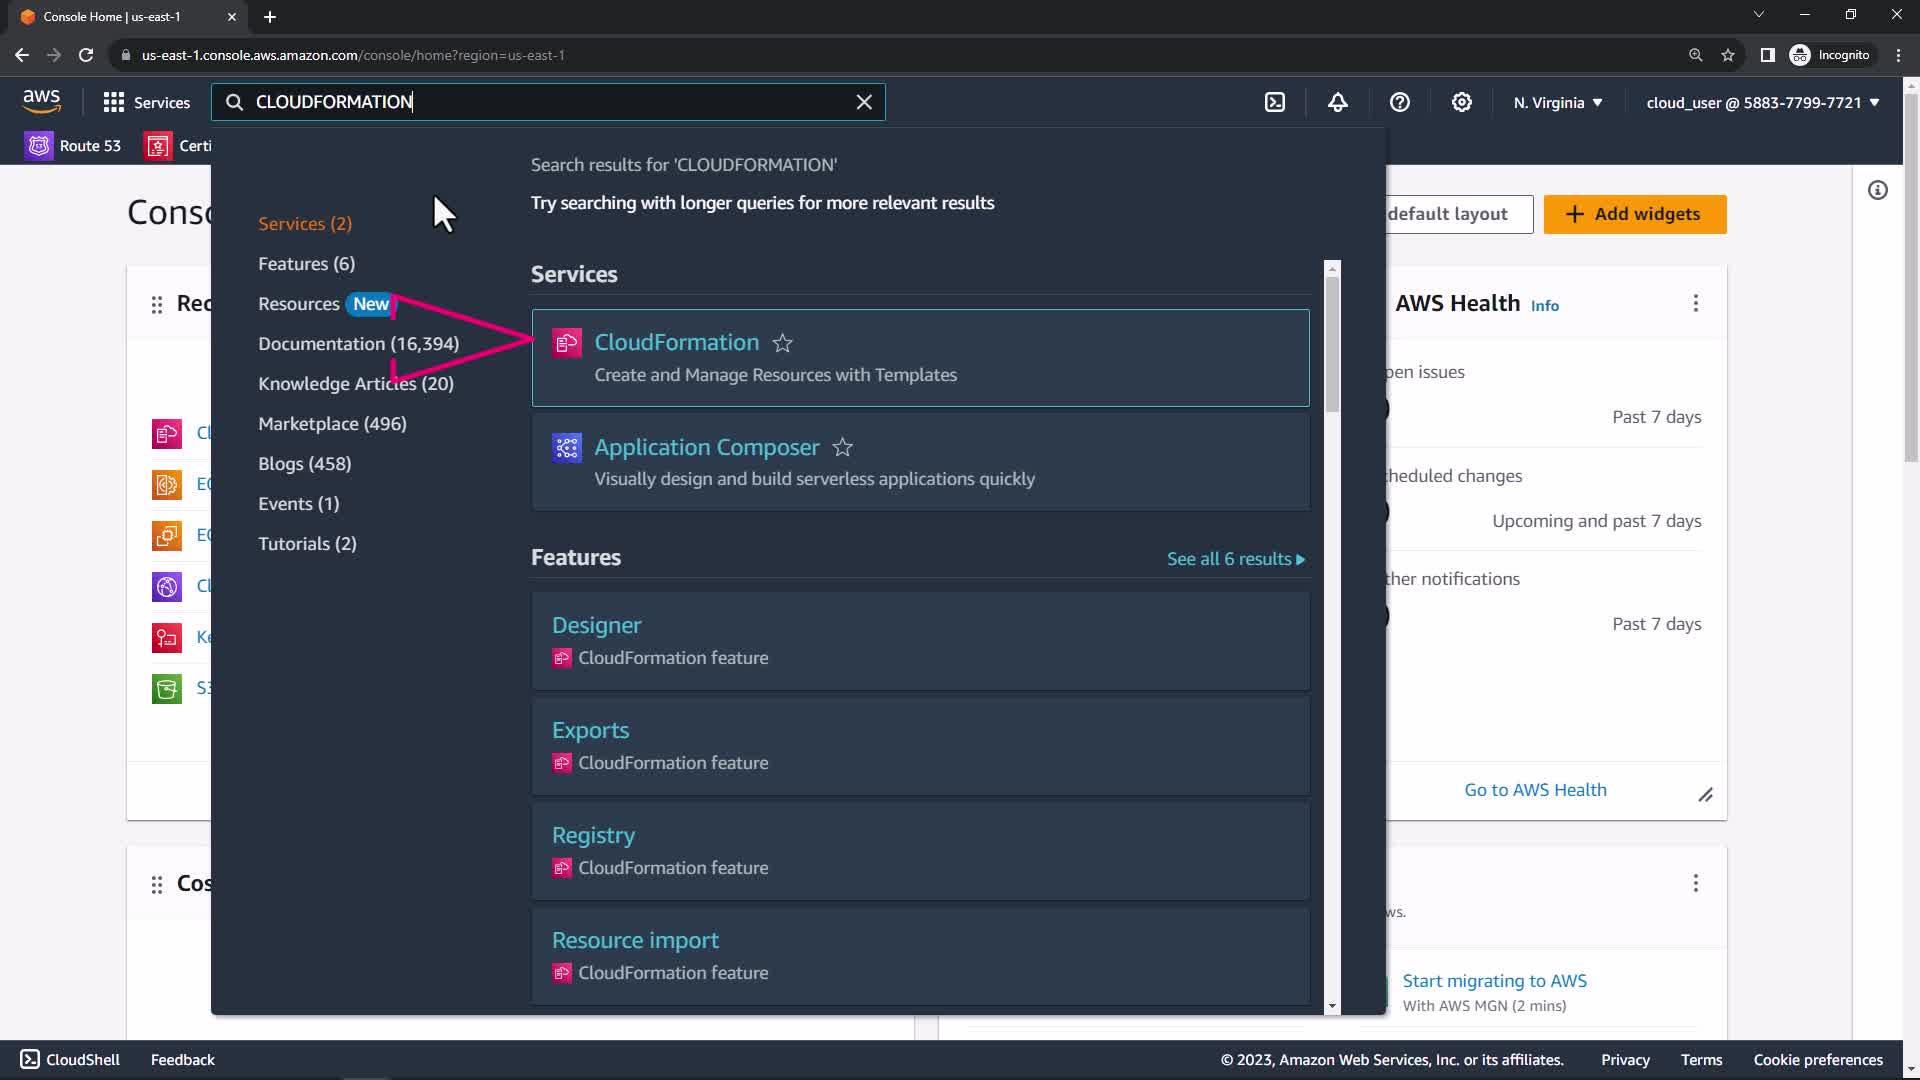 Console Home | us-east-1
us-east-1.console.aws.amazon.com/console/home?region=us-east-1
Incognito
aws
Services
CLOUDFORMATION
N. Virginia
cloud_user @ 5883-7799-7721
Route 53
Certi
Search results for 'CLOUDFORMATION'
Try searching with longer queries for more relevant results
Services (2)
Features (6)
Resources New
Documentation (16,394)
Knowledge Articles (20)
Marketplace (496)
Blogs (458)
Events (1)
Tutorials (2)
Services
CloudFormation
Create and Manage Resources with Templates
Application Composer
Visually design and build serverless applications quickly
Features
See all 6 results
Designer
CloudFormation feature
Exports
CloudFormation feature
Registry
CloudFormation feature
Resource import
CloudFormation feature
Conso
default layout
Add widgets
Rec
Cl
EC
EC
Cl
Ke
S3
Cos
AWS Health Info
pen issues
Past 7 days
cheduled changes
Upcoming and past 7 days
ther notifications
Past 7 days
Go to AWS Health
ws.
Start migrating to AWS
With AWS MGN (2 mins)
CloudShell
Feedback
© 2023, Amazon Web Services, Inc. or its affiliates.
Privacy
Terms
Cookie preferences